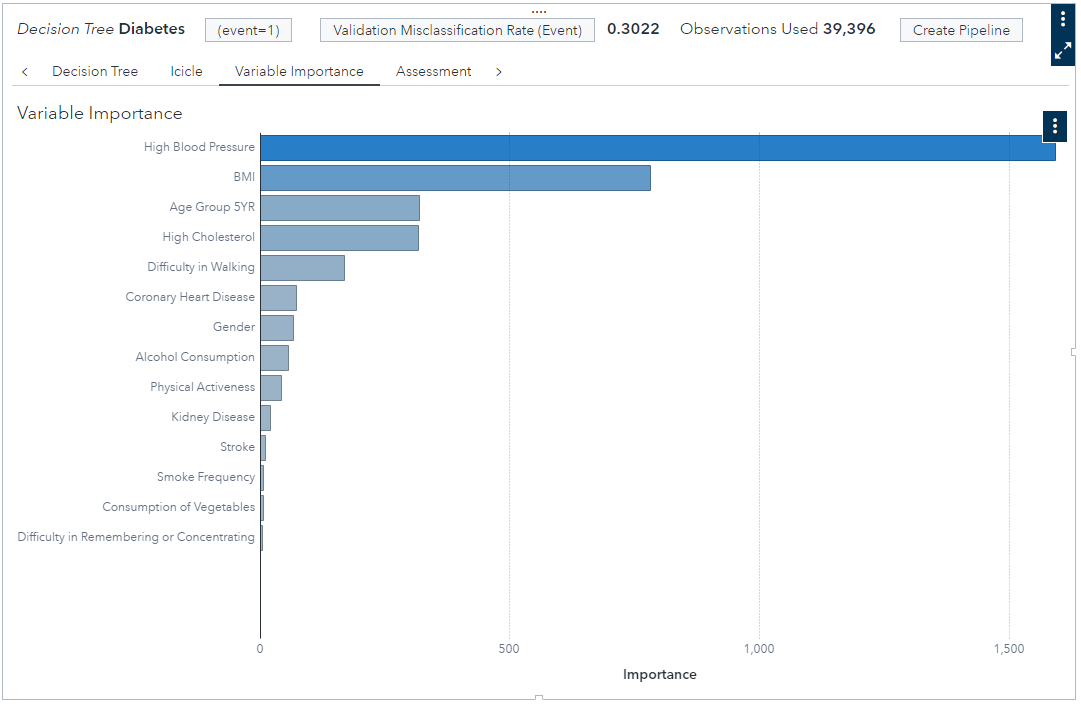 Decision Tree Diabetes (event=1) Validation Misclassification Rate (Event) 0.3022 Observations Used 39,396 Create Pipeline
< Decision Tree Icicle Variable Importance Assessment >
Variable Importance
High Blood Pressure
BMI
Age Group 5YR
High Cholesterol
Difficulty in Walking
Coronary Heart Disease
Gender
Alcohol Consumption
Physical Activeness
Kidney Disease
Stroke
Smoke Frequency
Consumption of Vegetables
Difficulty in Remembering or Concentrating
0 500 1,000 1,500
Importance